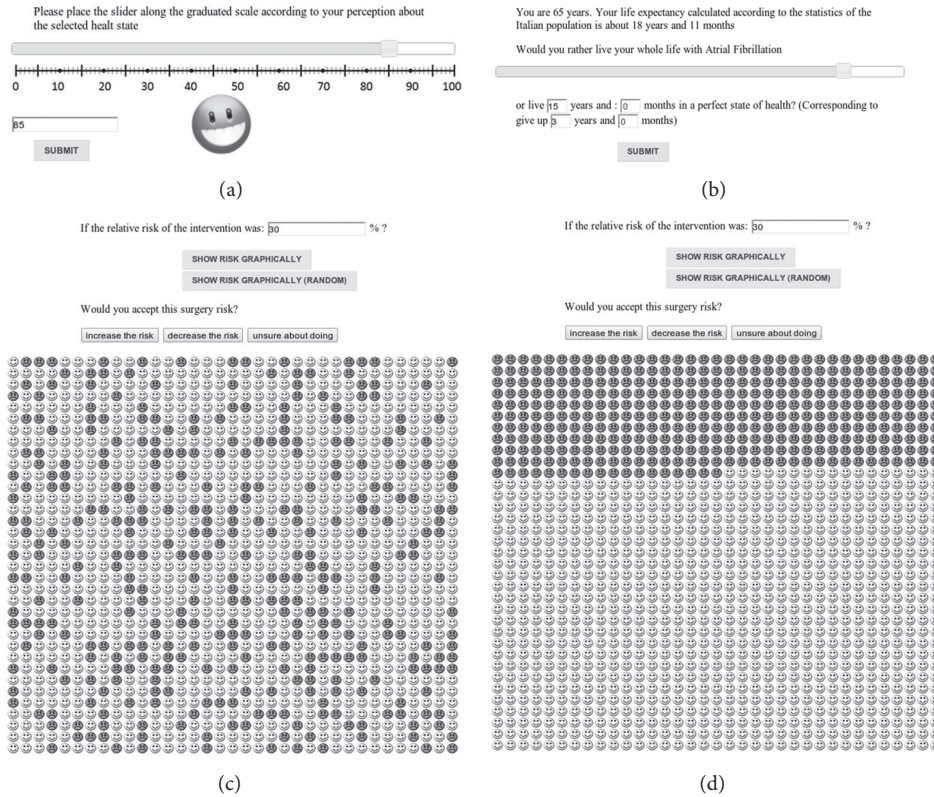 Please place the slider along the graduated scale according to your perception about
the selected healt state
0 10 20 30 40 50 60 70 80 90 100
85
SUBMIT
(a)
You are 65 years. Your life expectancy calculated according to the statistics of the
Italian population is about 18 years and 11 months
Would you rather live your whole life with Atrial Fibrillation
or live 15 years and : 0 months in a perfect state of health? (Corresponding to
give up 3 years and 0 months)
SUBMIT
(b)
If the relative risk of the intervention was: 30 % ?
SHOW RISK GRAPHICALLY
SHOW RISK GRAPHICALLY (RANDOM)
Would you accept this surgery risk?
increase the risk decrease the risk unsure about doing
(c)
If the relative risk of the intervention was: 30 % ?
SHOW RISK GRAPHICALLY
SHOW RISK GRAPHICALLY (RANDOM)
Would you accept this surgery risk?
increase the risk decrease the risk unsure about doing
(d)